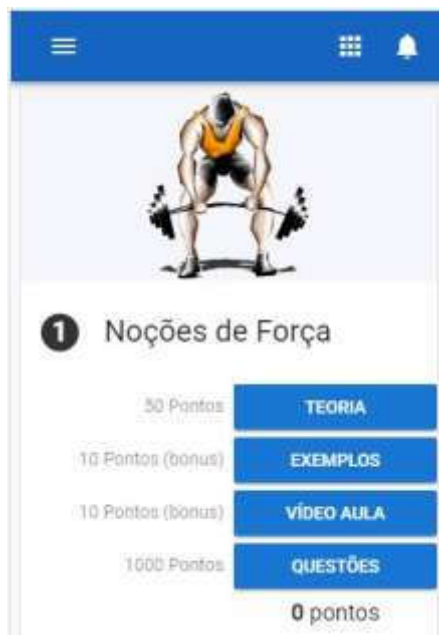 1 Noções de Força
50 Pontos TEORIA
10 Pontos (bonus) EXEMPLOS
10 Pontos (bonus) VÍDEO AULA
1000 Pontos QUESTÕES
0 pontos